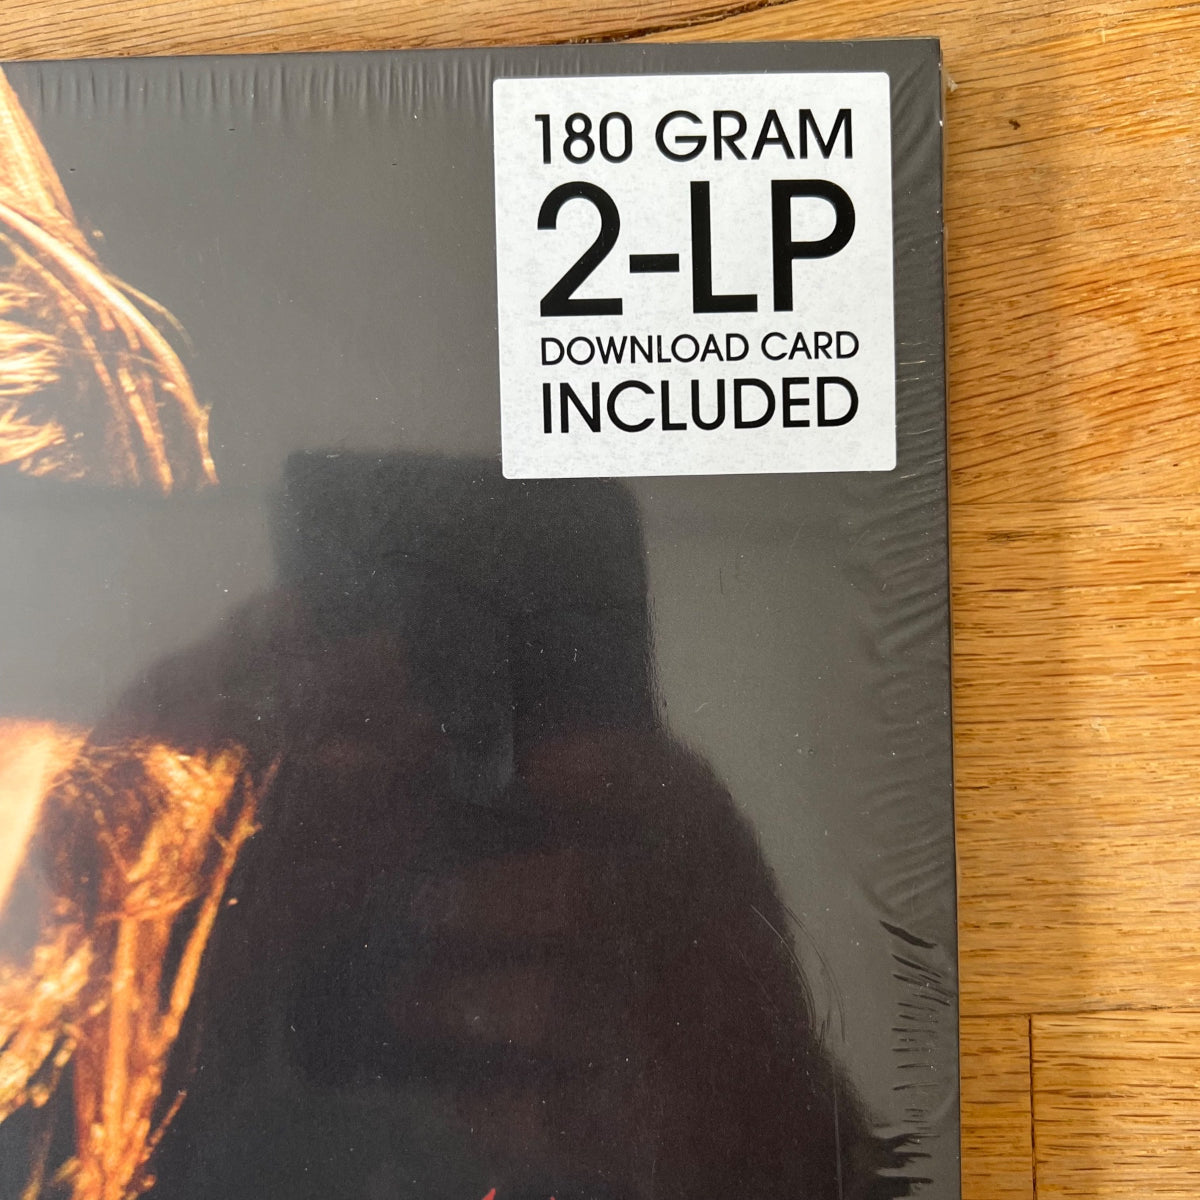 180 GRAM
2-LP
DOWNLOAD CARD
INCLUDED